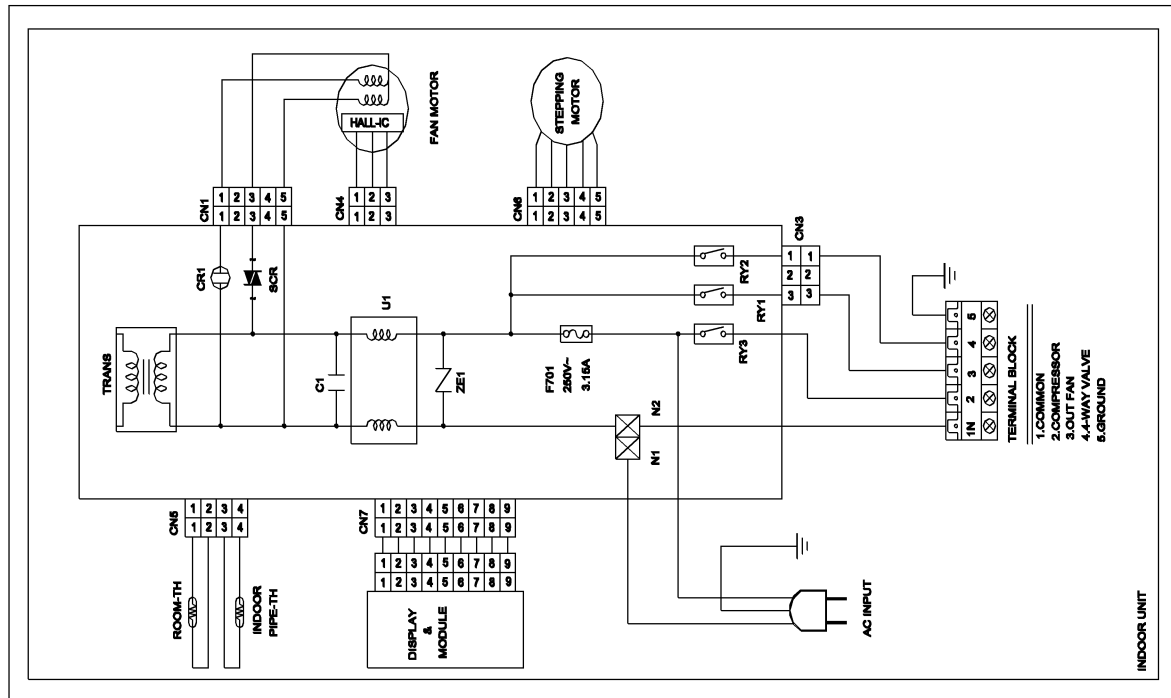 FAN MOTOR
HALL-IC
STEPPING
MOTOR
CN1
1 2 3 4 5
1 2 3 4 5
CN4
1 2 3
1 2 3
CN6
1 2 3 4 5
1 2 3 4 5
TRANS
CR1
SCR
C1
U1
ZE1
F701
250V~
3.15A
RY2
RY1
RY3
CN3
1 1
2 2
3 3
N2
N1
CN5
1 2 3 4
1 2 3 4
ROOM-TH
INDOOR
PIPE-TH
CN7
1 2 3 4 5 6 7 8 9
1 2 3 4 5 6 7 8 9
1 2 3 4 5 6 7 8 9
1 2 3 4 5 6 7 8 9
DISPLAY
&
MODULE
AC INPUT
1N 2 3 4 5
TERMINAL BLOCK
1.COMMON
2.COMPRESSOR
3.OUT FAN
4.4-WAY VALVE
5.GROUND
INDOOR UNIT